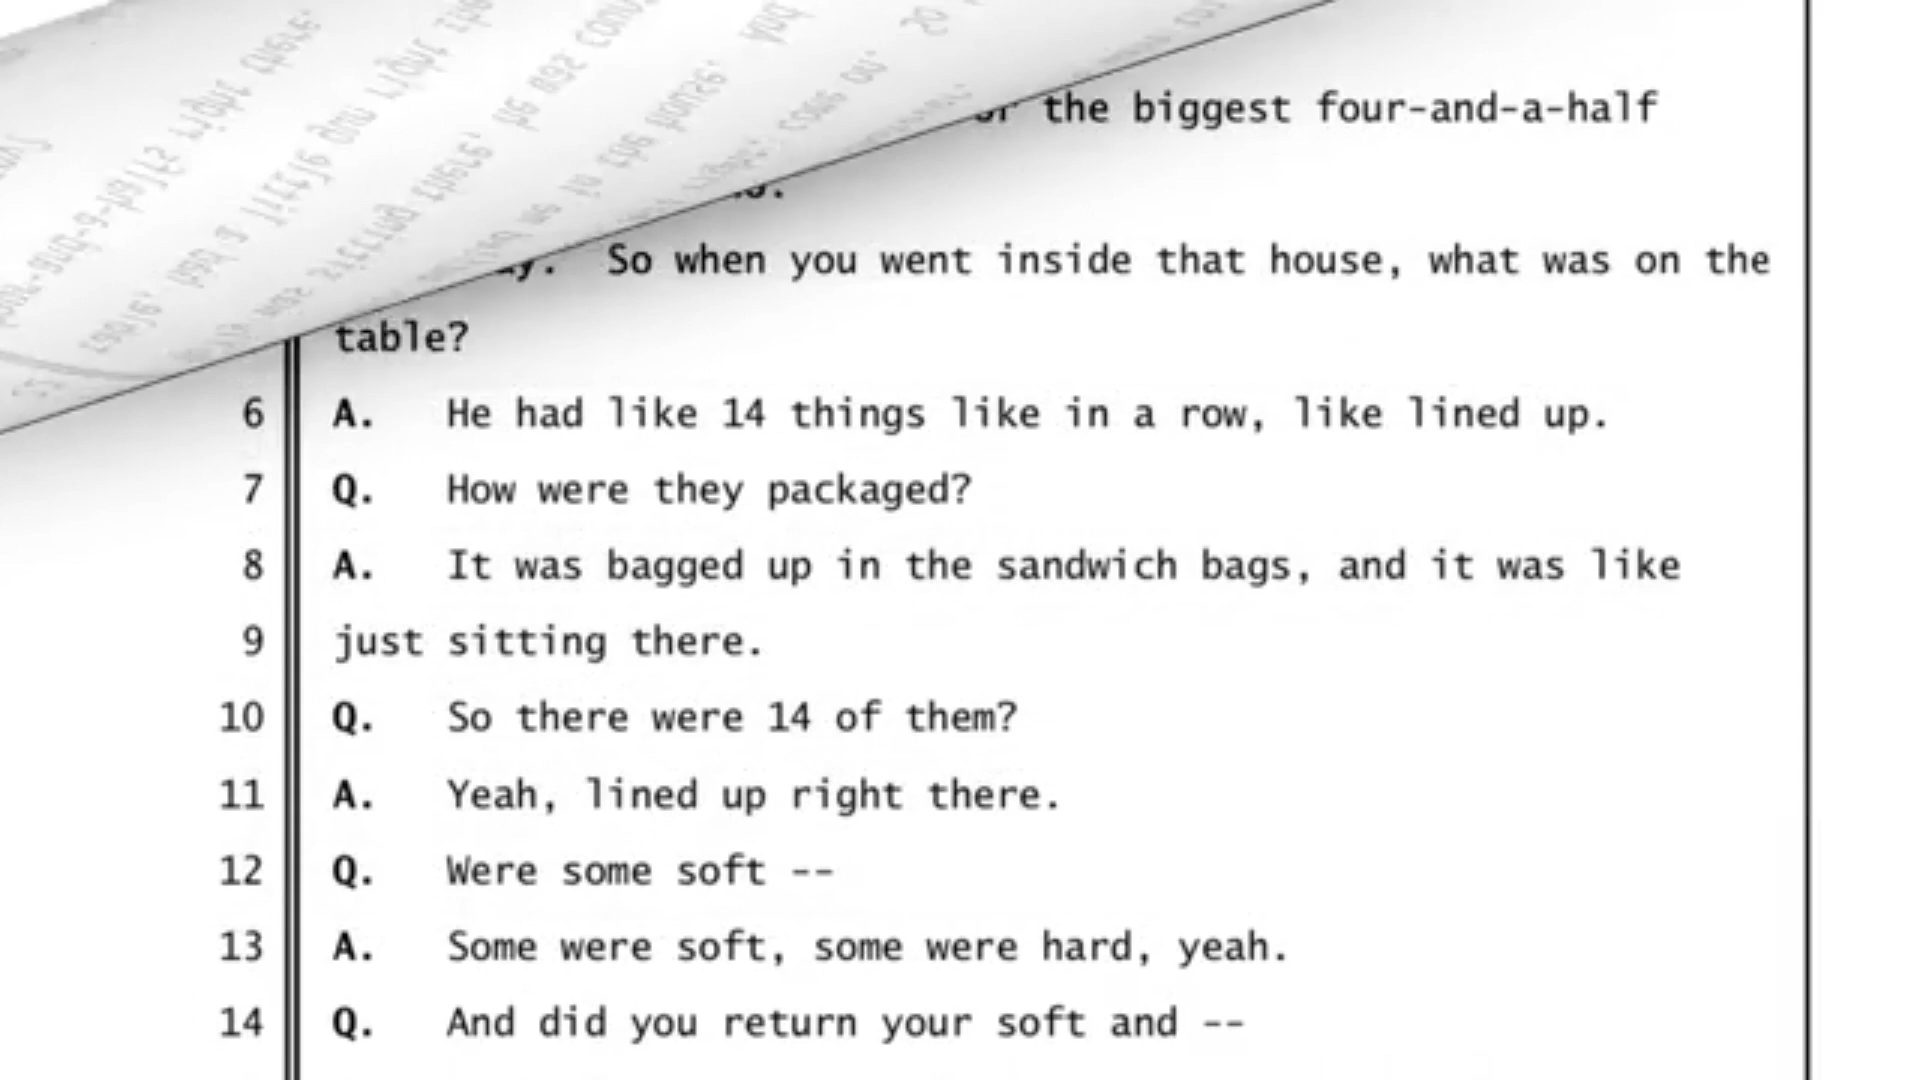 the biggest four-and-a-half
So when you went inside that house, what was on the
table?
6 A. He had like 14 things like in a row, like lined up.
7 Q. How were they packaged?
8 A. It was bagged up in the sandwich bags, and it was like
9 just sitting there.
10 Q. So there were 14 of them?
11 A. Yeah, lined up right there.
12 Q. Were some soft --
13 A. Some were soft, some were hard, yeah.
14 Q. And did you return your soft and --